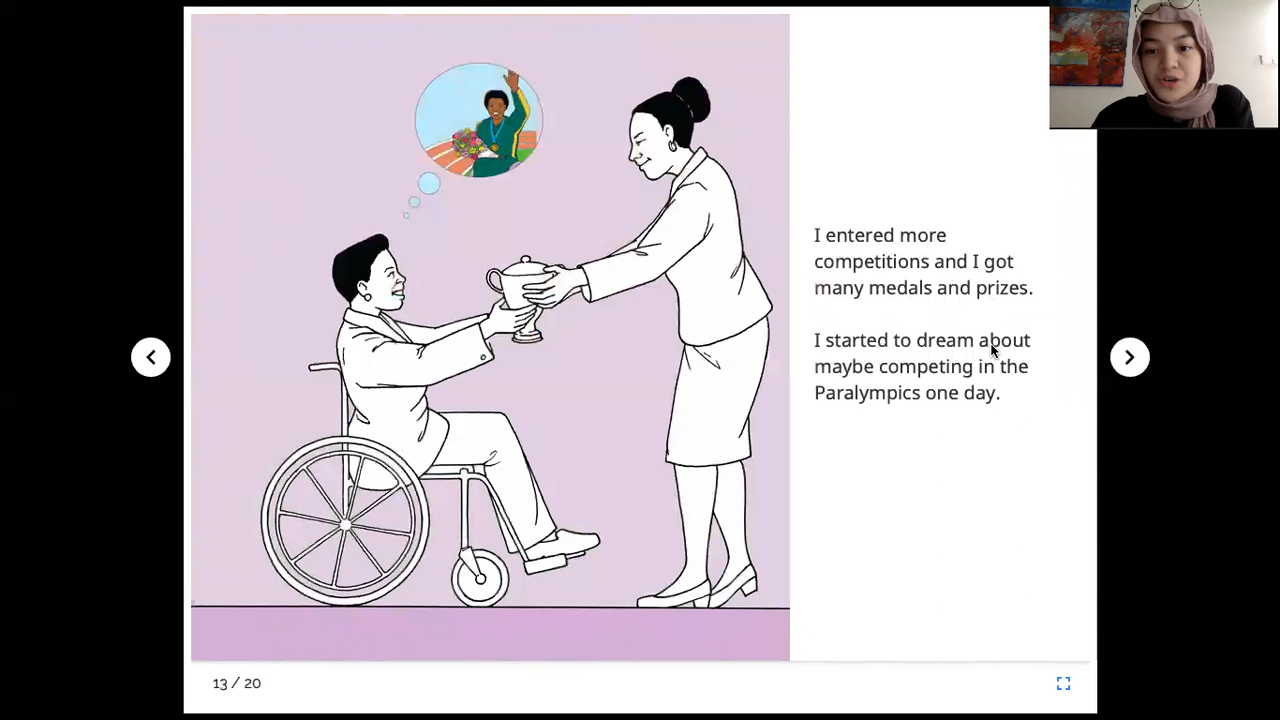 I entered more
competitions and I got
many medals and prizes.
I started to dream about
maybe competing in the
Paralympics one day.
13 / 20